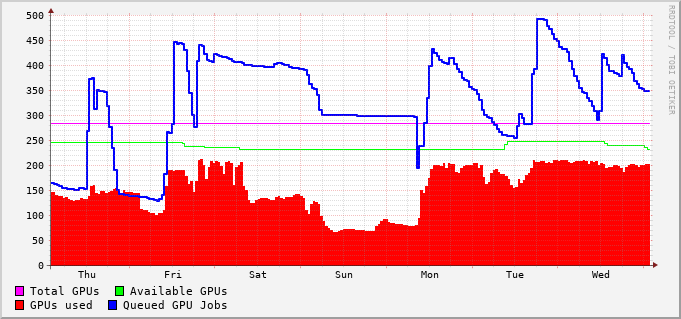 500
450
400
350
300
250
200
150
100
50
0
Thu Fri Sat Sun Mon Tue Wed
Total GPUs Available GPUs
GPUs used Queued GPU Jobs
RRDTOOL / TOBI OETIKER